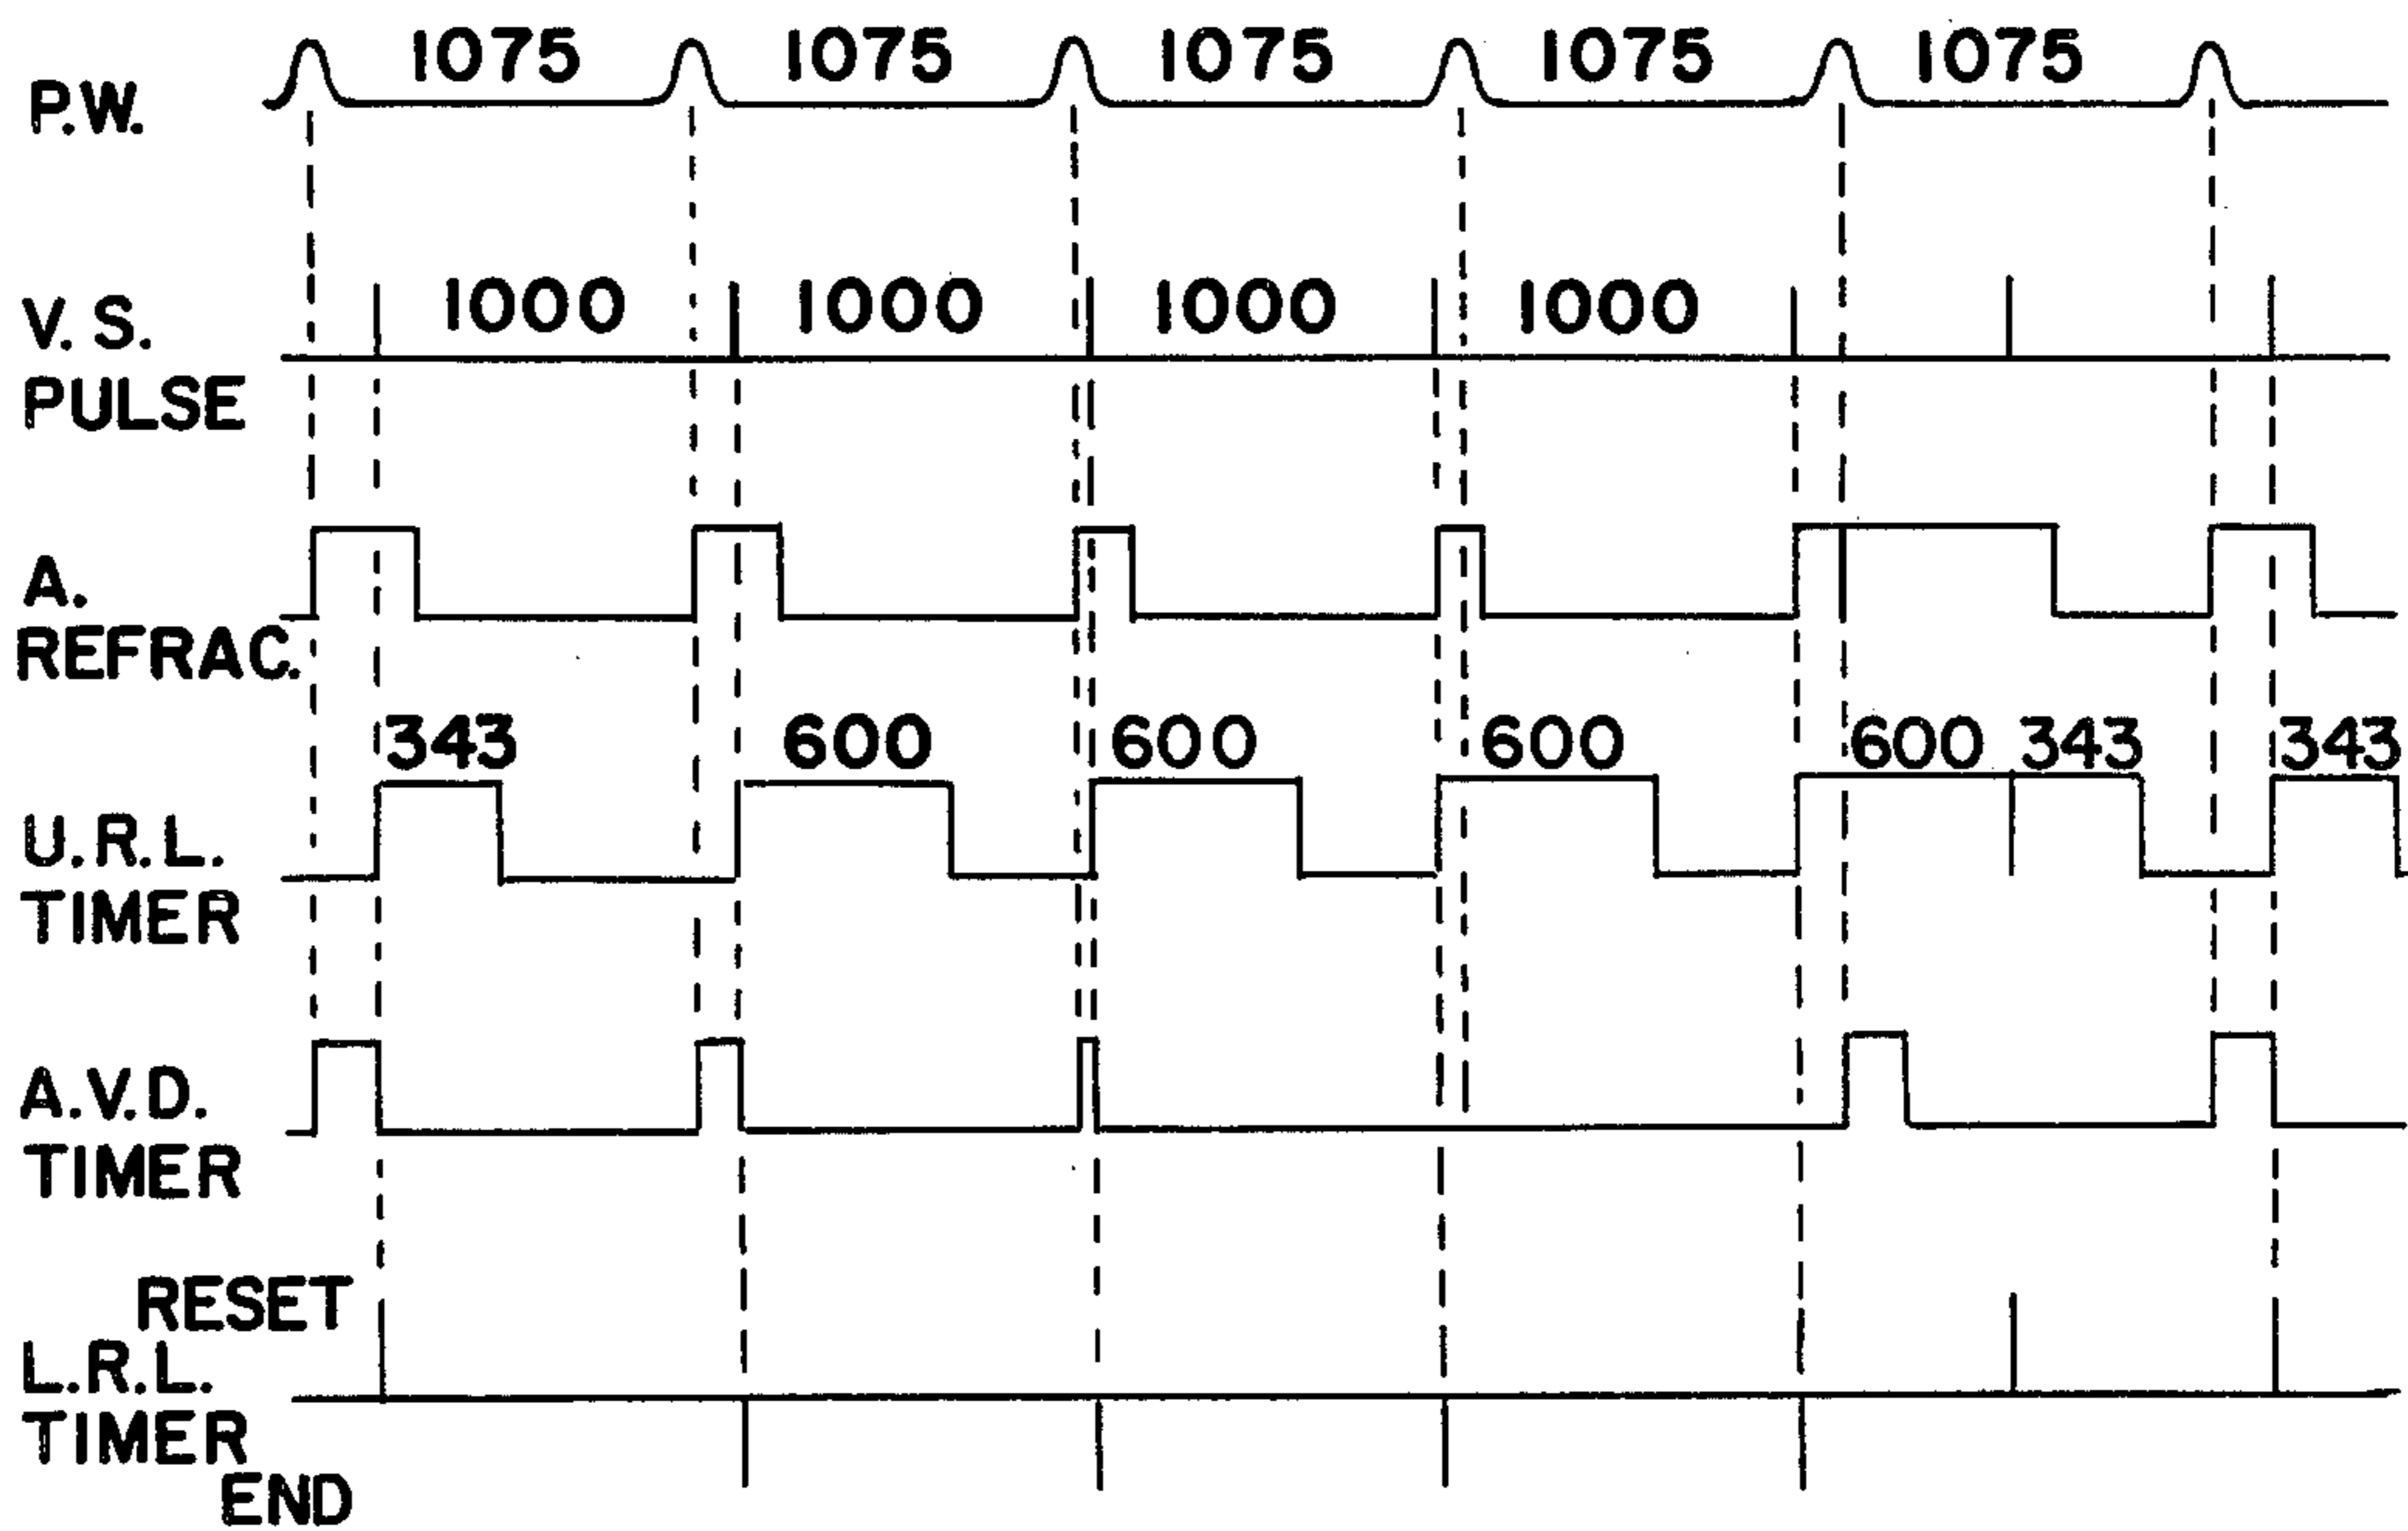 1075 1075 1075 1075 1075
P.W.
1000 1000 1000 1000
V. S.
PULSE
A.
REFRAC.
343 600 600 600 600 343 343
U.R.L.
TIMER
A.V.D.
TIMER
RESET
L.R.L.
TIMER
END